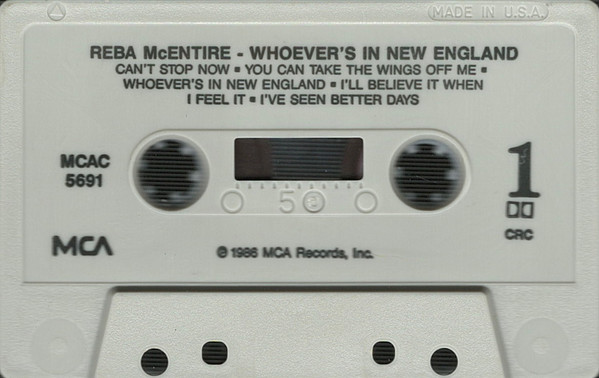 MADE IN U.S.A.
REBA McENTIRE - WHOEVER'S IN NEW ENGLAND
CAN'T STOP NOW ▪ YOU CAN TAKE THE WINGS OFF ME ▪
WHOEVER'S IN NEW ENGLAND ▪ I'LL BELIEVE IT WHEN
I FEEL IT ▪ I'VE SEEN BETTER DAYS
MCAC
5691
1
5
CRC
MCA
℗ 1986 MCA Records, Inc.